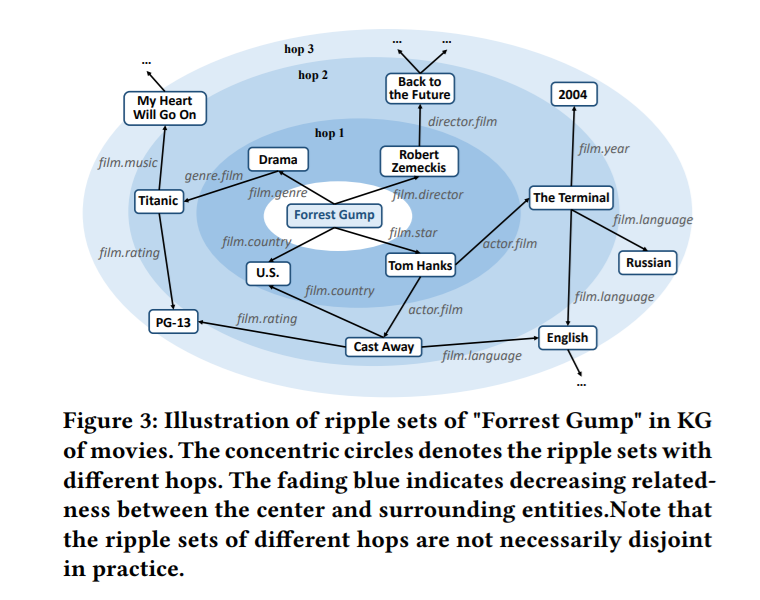 hop 3
...
...
...
hop 2
My Heart
Will Go On
Back to
the Future
2004
director.film
hop 1
film.music
Drama
Robert
Zemeckis
film.year
genre.film
film.genre
film.director
Titanic
The Terminal
Forrest Gump
film.language
film.star
film.country
actor.film
film.rating
U.S.
Tom Hanks
Russian
film.country
film.language
actor.film
PG-13
film.rating
English
Cast Away
film.language
...
Figure 3: Illustration of ripple sets of "Forrest Gump" in KG
of movies. The concentric circles denotes the ripple sets with
different hops. The fading blue indicates decreasing related-
ness between the center and surrounding entities.Note that
the ripple sets of different hops are not necessarily disjoint
in practice.